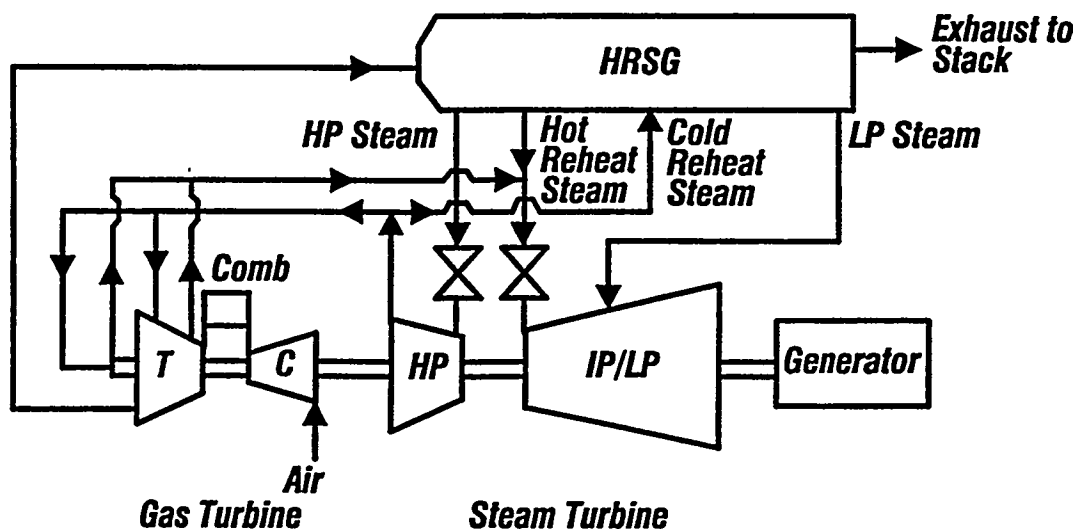 HRSG
Exhaust to
Stack
HP Steam
Hot
Reheat
Steam
Cold
Reheat
Steam
LP Steam
Comb
T
C
HP
IP/LP
Generator
Air
Gas Turbine
Steam Turbine